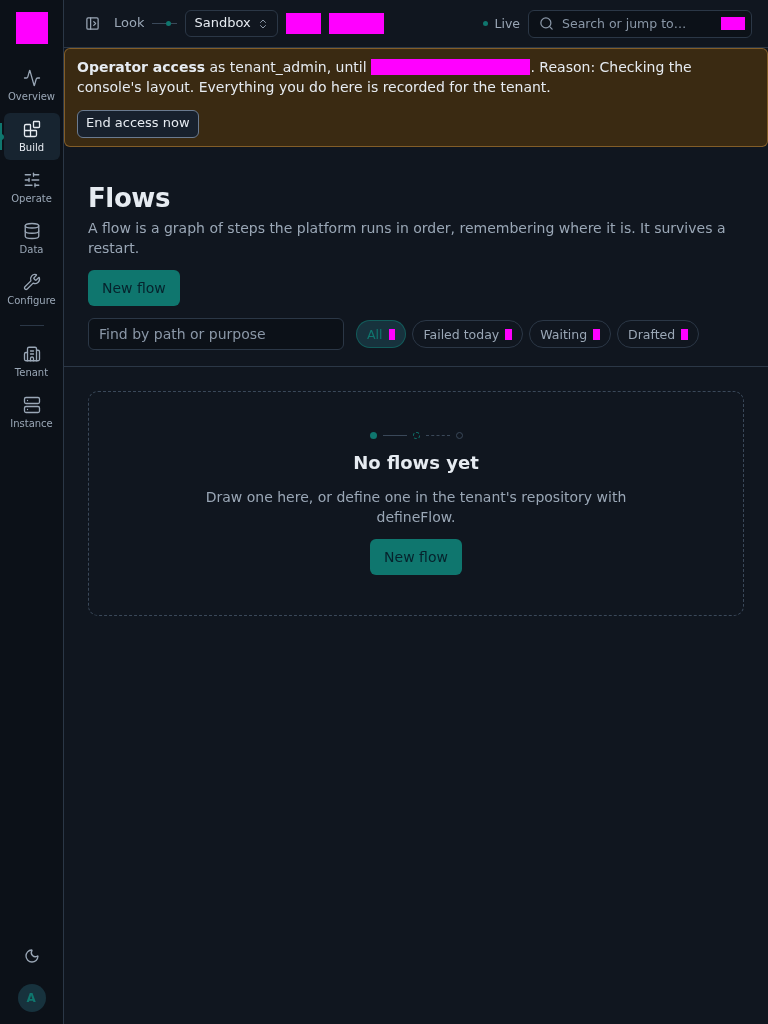 Look
Sandbox
Live
Search or jump to…
Operator access as tenant_admin, until . Reason: Checking the
console's layout. Everything you do here is recorded for the tenant.
End access now
Overview
Build
Operate
Data
Configure
Tenant
Instance
A
Flows
A flow is a graph of steps the platform runs in order, remembering where it is. It survives a
restart.
New flow
Find by path or purpose
All
Failed today
Waiting
Drafted
No flows yet
Draw one here, or define one in the tenant's repository with
defineFlow.
New flow